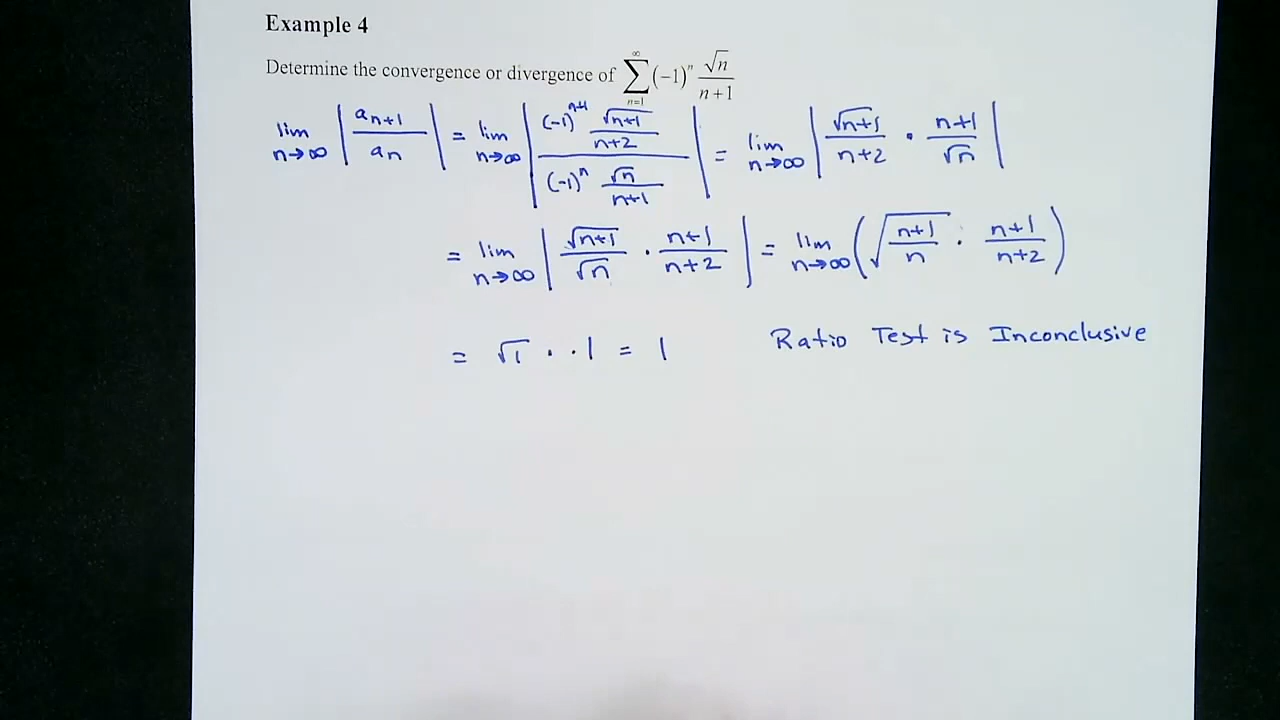 Example 4
Determine the convergence or divergence of ∑_{n=1}^{∞} (-1)^n √n/(n+1)
lim_{n→∞} |a_{n+1}/a_n| = lim_{n→∞} |((-1)^{n+1} √(n+1)/(n+2))/((-1)^n √n/(n+1))| = lim_{n→∞} |√(n+1)/(n+2) · (n+1)/√n|
= lim_{n→∞} |√(n+1)/√n · (n+1)/(n+2)| = lim_{n→∞} (√((n+1)/n) · (n+1)/(n+2))
= √1 · · 1 = 1 Ratio Test is Inconclusive